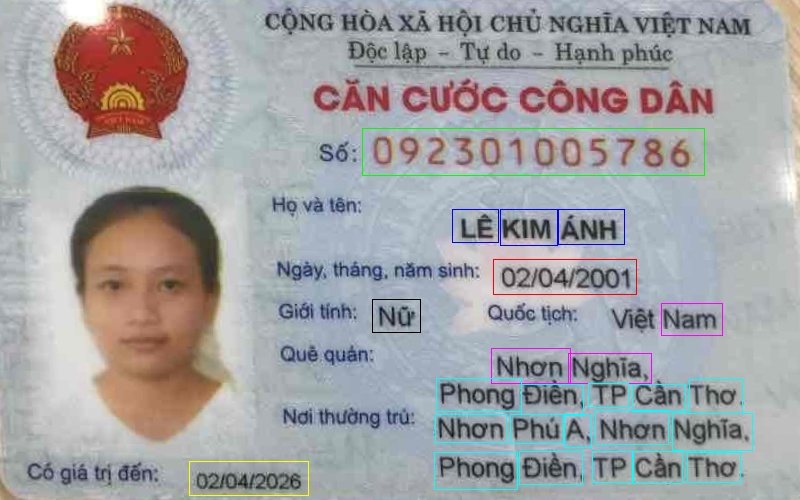 CỘNG HÒA XÃ HỘI CHỦ NGHĨA VIỆT NAM
Độc lập - Tự do - Hạnh phúc
CĂN CƯỚC CÔNG DÂN
Số: 092301005786
Họ và tên:
LÊ KIM ÁNH
Ngày, tháng, năm sinh: 02/04/2001
Giới tính: Nữ Quốc tịch: Việt Nam
Quê quán: Nhơn Nghĩa,
Phong Điền, TP Cần Thơ.
Nơi thường trú: Nhơn Phú A, Nhơn Nghĩa,
Phong Điền, TP Cần Thơ.
Có giá trị đến: 02/04/2026